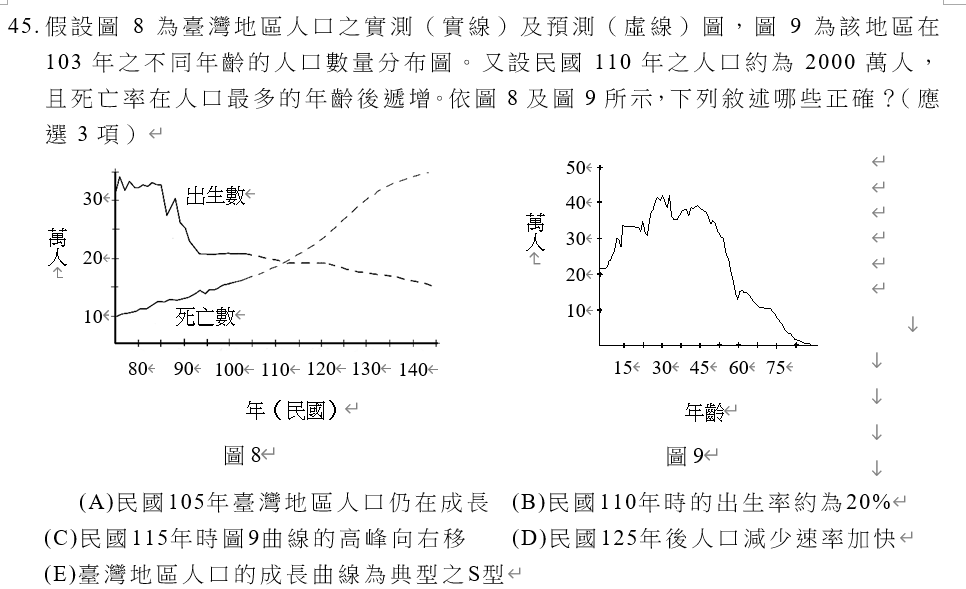 45. 假設圖 8 為臺灣地區人口之實測（實線）及預測（虛線）圖，圖 9 為該地區在
103 年之不同年齡的人口數量分布圖。又設民國 110 年之人口約為 2000 萬人，
且死亡率在人口最多的年齡後遞增。依圖 8 及圖 9 所示，下列敘述哪些正確？（應
選 3 項）
30
20
10
萬人
出生數
死亡數
80 90 100 110 120 130 140
年（民國）
圖 8
50
40
30
20
10
萬人
15 30 45 60 75
年齡
圖 9
(A)民國105年臺灣地區人口仍在成長 (B)民國110年時的出生率約為20%
(C)民國115年時圖9曲線的高峰向右移 (D)民國125年後人口減少速率加快
(E)臺灣地區人口的成長曲線為典型之S型